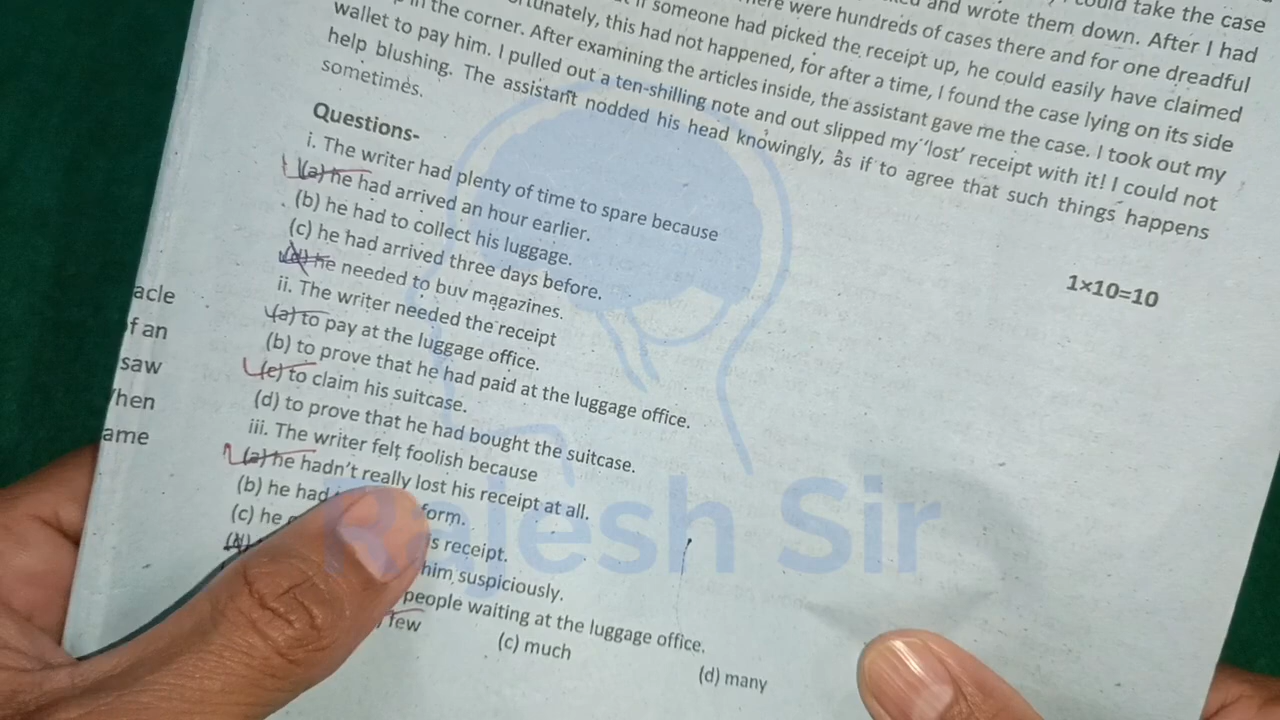 could take the case
and wrote them down. After I had
were hundreds of cases there and for one dreadful
if someone had picked the receipt up, he could easily have claimed
this had not happened, for after a time, I found the case lying on its side
in the corner. After examining the articles inside, the assistant gave me the case. I took out my
wallet to pay him. I pulled out a ten-shilling note and out slipped my 'lost' receipt with it! I could not
help blushing. The assistant nodded his head knowingly, as if to agree that such things happens
sometimes.
Questions-
1×10=10
i. The writer had plenty of time to spare because
(a) he had arrived an hour earlier.
(b) he had to collect his luggage.
(c) he had arrived three days before.
(d) he needed to buy magazines.
ii. The writer needed the receipt
(a) to pay at the luggage office.
(b) to prove that he had paid at the luggage office.
(c) to claim his suitcase.
(d) to prove that he had bought the suitcase.
iii. The writer felt foolish because
(a) he hadn't really lost his receipt at all.
(b) he had form.
(c) he is receipt.
him suspiciously.
people waiting at the luggage office.
few (c) much (d) many
acle
f an
saw
hen
ame
Rajesh Sir